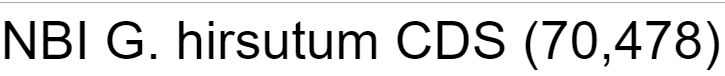 NBI G. hirsutum CDS (70,478)